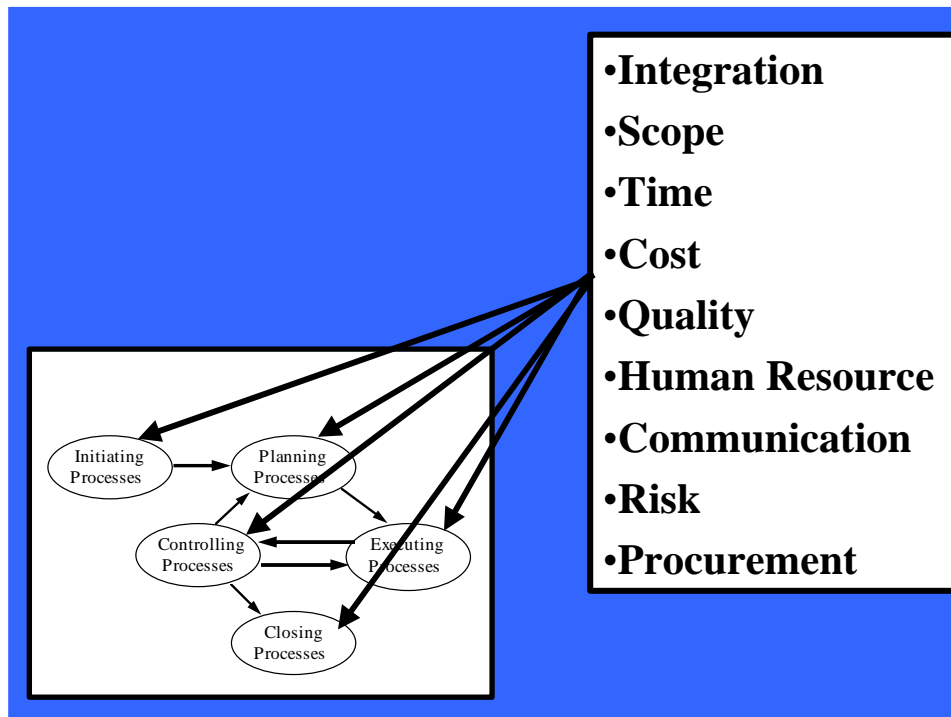 •Integration
•Scope
•Time
•Cost
•Quality
•Human Resource
•Communication
•Risk
•Procurement
Initiating
Processes
Planning
Processes
Controlling
Processes
Executing
Processes
Closing
Processes